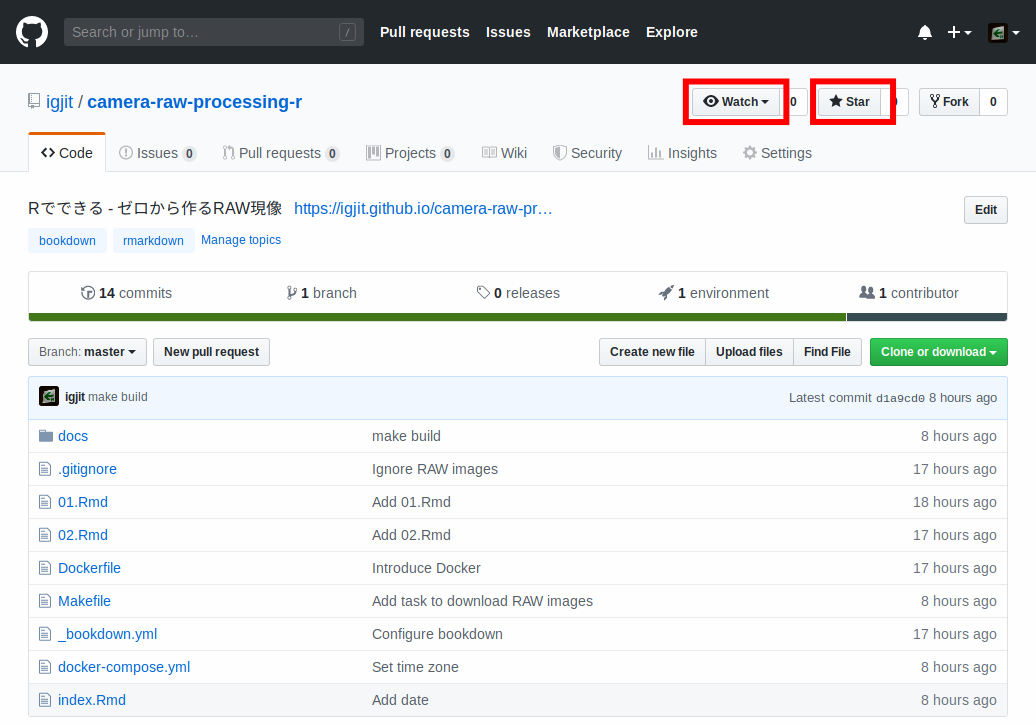 Search or jump to… / Pull requests Issues Marketplace Explore
igjit / camera-raw-processing-r Watch 0 Star 0 Fork 0
Code Issues 0 Pull requests 0 Projects 0 Wiki Security Insights Settings
Rでできる - ゼロから作るRAW現像 https://igjit.github.io/camera-raw-pr… Edit
bookdown rmarkdown Manage topics
14 commits 1 branch 0 releases 1 environment 1 contributor
Branch: master New pull request Create new file Upload files Find File Clone or download
igjit make build Latest commit d1a9cd0 8 hours ago
docs make build 8 hours ago
.gitignore Ignore RAW images 17 hours ago
01.Rmd Add 01.Rmd 18 hours ago
02.Rmd Add 02.Rmd 17 hours ago
Dockerfile Introduce Docker 17 hours ago
Makefile Add task to download RAW images 8 hours ago
_bookdown.yml Configure bookdown 17 hours ago
docker-compose.yml Set time zone 8 hours ago
index.Rmd Add date 8 hours ago